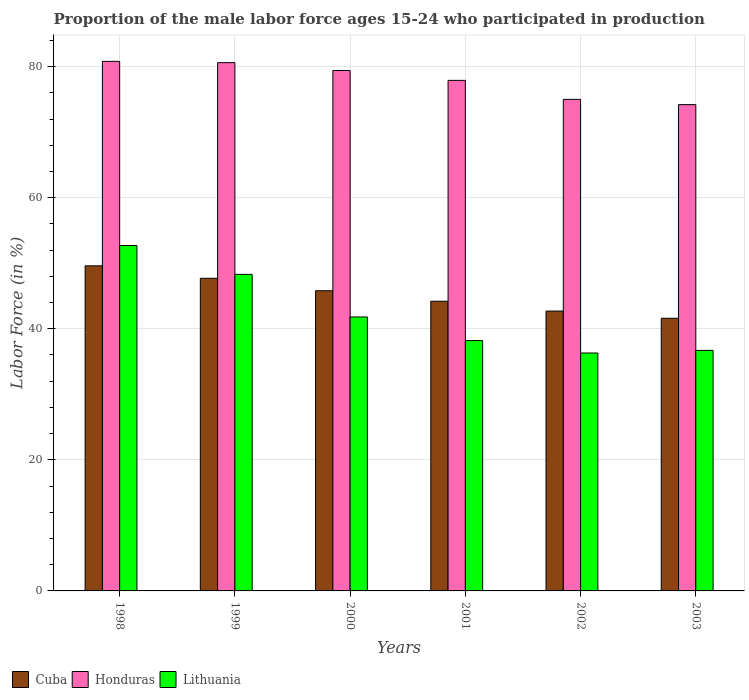 Proportion of the male labor force ages 15-24 who participated in production
Labor Force (in %)
80
60
40
20
0
1998
1999
2000
2001
2002
2003
Years
Cuba
Honduras
Lithuania